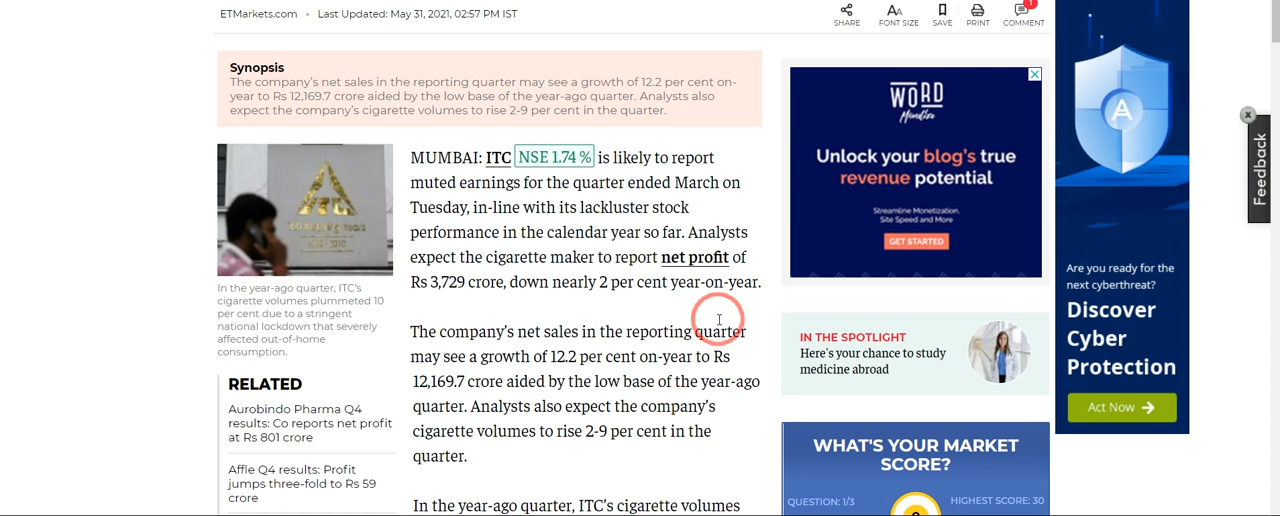 ETMarkets.com • Last Updated: May 31, 2021, 02:57 PM IST
SHARE
FONT SIZE
SAVE
PRINT
1
COMMENT
Synopsis
The company's net sales in the reporting quarter may see a growth of 12.2 per cent on-
year to Rs 12,169.7 crore aided by the low base of the year-ago quarter. Analysts also
expect the company's cigarette volumes to rise 2-9 per cent in the quarter.
ITC
In the year-ago quarter, ITC's
cigarette volumes plummeted 10
per cent due to a stringent
national lockdown that severely
affected out-of-home
consumption.
RELATED
Aurobindo Pharma Q4
results: Co reports net profit
at Rs 801 crore
Affle Q4 results: Profit
jumps three-fold to Rs 59
crore
MUMBAI: ITC NSE 1.74 % is likely to report
muted earnings for the quarter ended March on
Tuesday, in-line with its lackluster stock
performance in the calendar year so far. Analysts
expect the cigarette maker to report net profit of
Rs 3,729 crore, down nearly 2 per cent year-on-year.
The company's net sales in the reporting quarter
may see a growth of 12.2 per cent on-year to Rs
12,169.7 crore aided by the low base of the year-ago
quarter. Analysts also expect the company's
cigarette volumes to rise 2-9 per cent in the
quarter.
In the year-ago quarter, ITC's cigarette volumes
WORD
Monetize
Unlock your blog's true
revenue potential
Streamline Monetization,
Site Speed and More
GET STARTED
IN THE SPOTLIGHT
Here's your chance to study
medicine abroad
WHAT'S YOUR MARKET
SCORE?
QUESTION: 1/3
HIGHEST SCORE: 30
A
Are you ready for the
next cyberthreat?
Discover
Cyber
Protection
Act Now
Feedback